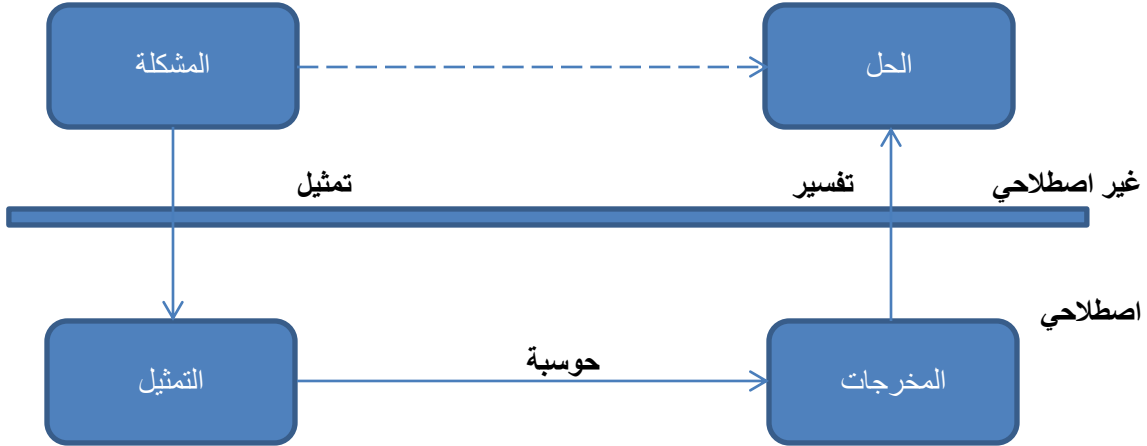 المشكلة
الحل
تمثيل
تفسير
غير اصطلاحي
اصطلاحي
حوسبة
التمثيل
المخرجات